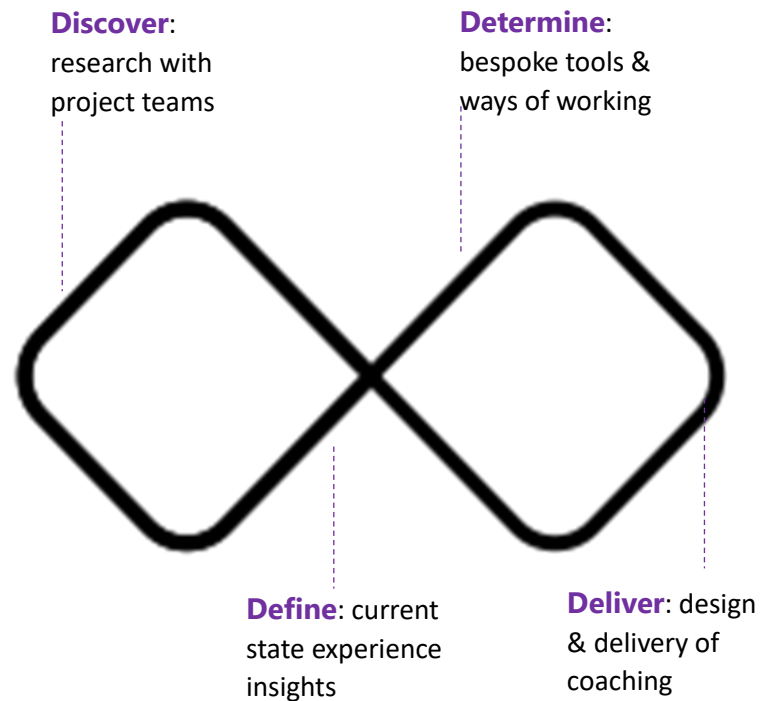 Discover:
research with
project teams
Determine:
bespoke tools &
ways of working
Define: current
state experience
insights
Deliver: design
& delivery of
coaching